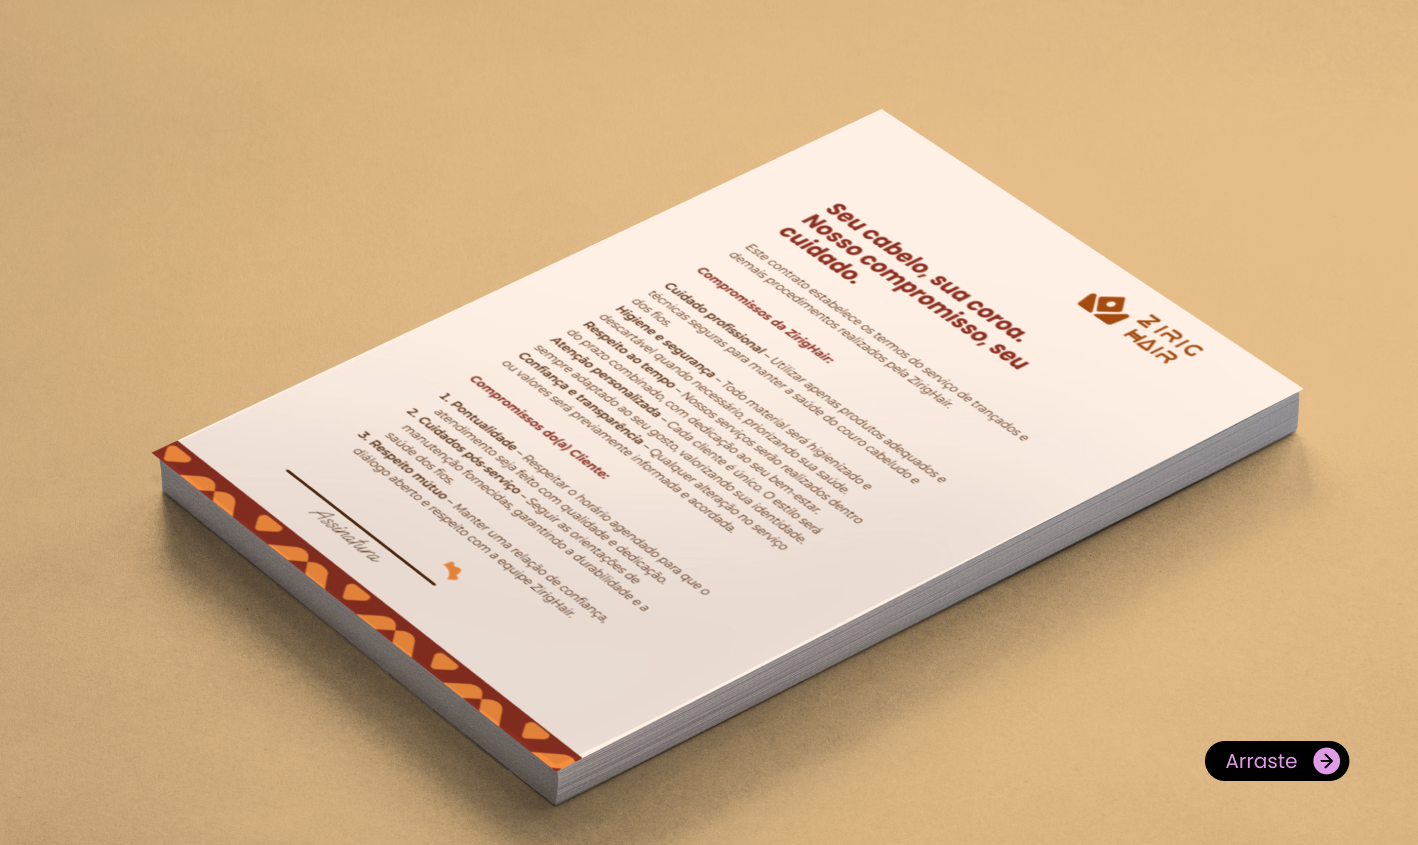 ZIRIG
HAIR
Seu cabelo, sua coroa.
Nosso compromisso, seu
cuidado.
Este contrato estabelece os termos do serviço de trançados e
demais procedimentos realizados pela ZirigHair.
Compromissos da ZirigHair:
Cuidado profissional – Utilizar apenas produtos adequados e
técnicas seguras para manter a saúde do couro cabeludo e
dos fios.
Higiene e segurança – Todo material será higienizado e
descartável quando necessário, priorizando sua saúde.
Respeito ao tempo – Nossos serviços serão realizados dentro
do prazo combinado, com dedicação ao seu bem-estar.
Atenção personalizada – Cada cliente é único. O estilo será
sempre adaptado ao seu gosto, valorizando sua identidade.
Confiança e transparência – Qualquer alteração no serviço
ou valores será previamente informada e acordada.
Compromissos do(a) Cliente:
1. Pontualidade – Respeitar o horário agendado para que o
atendimento seja feito com qualidade e dedicação.
2. Cuidados pós-serviço – Seguir as orientações de
manutenção fornecidas, garantindo a durabilidade e a
saúde dos fios.
3. Respeito mútuo – Manter uma relação de confiança,
diálogo aberto e respeito com a equipe ZirigHair.
Assinatura
Arraste